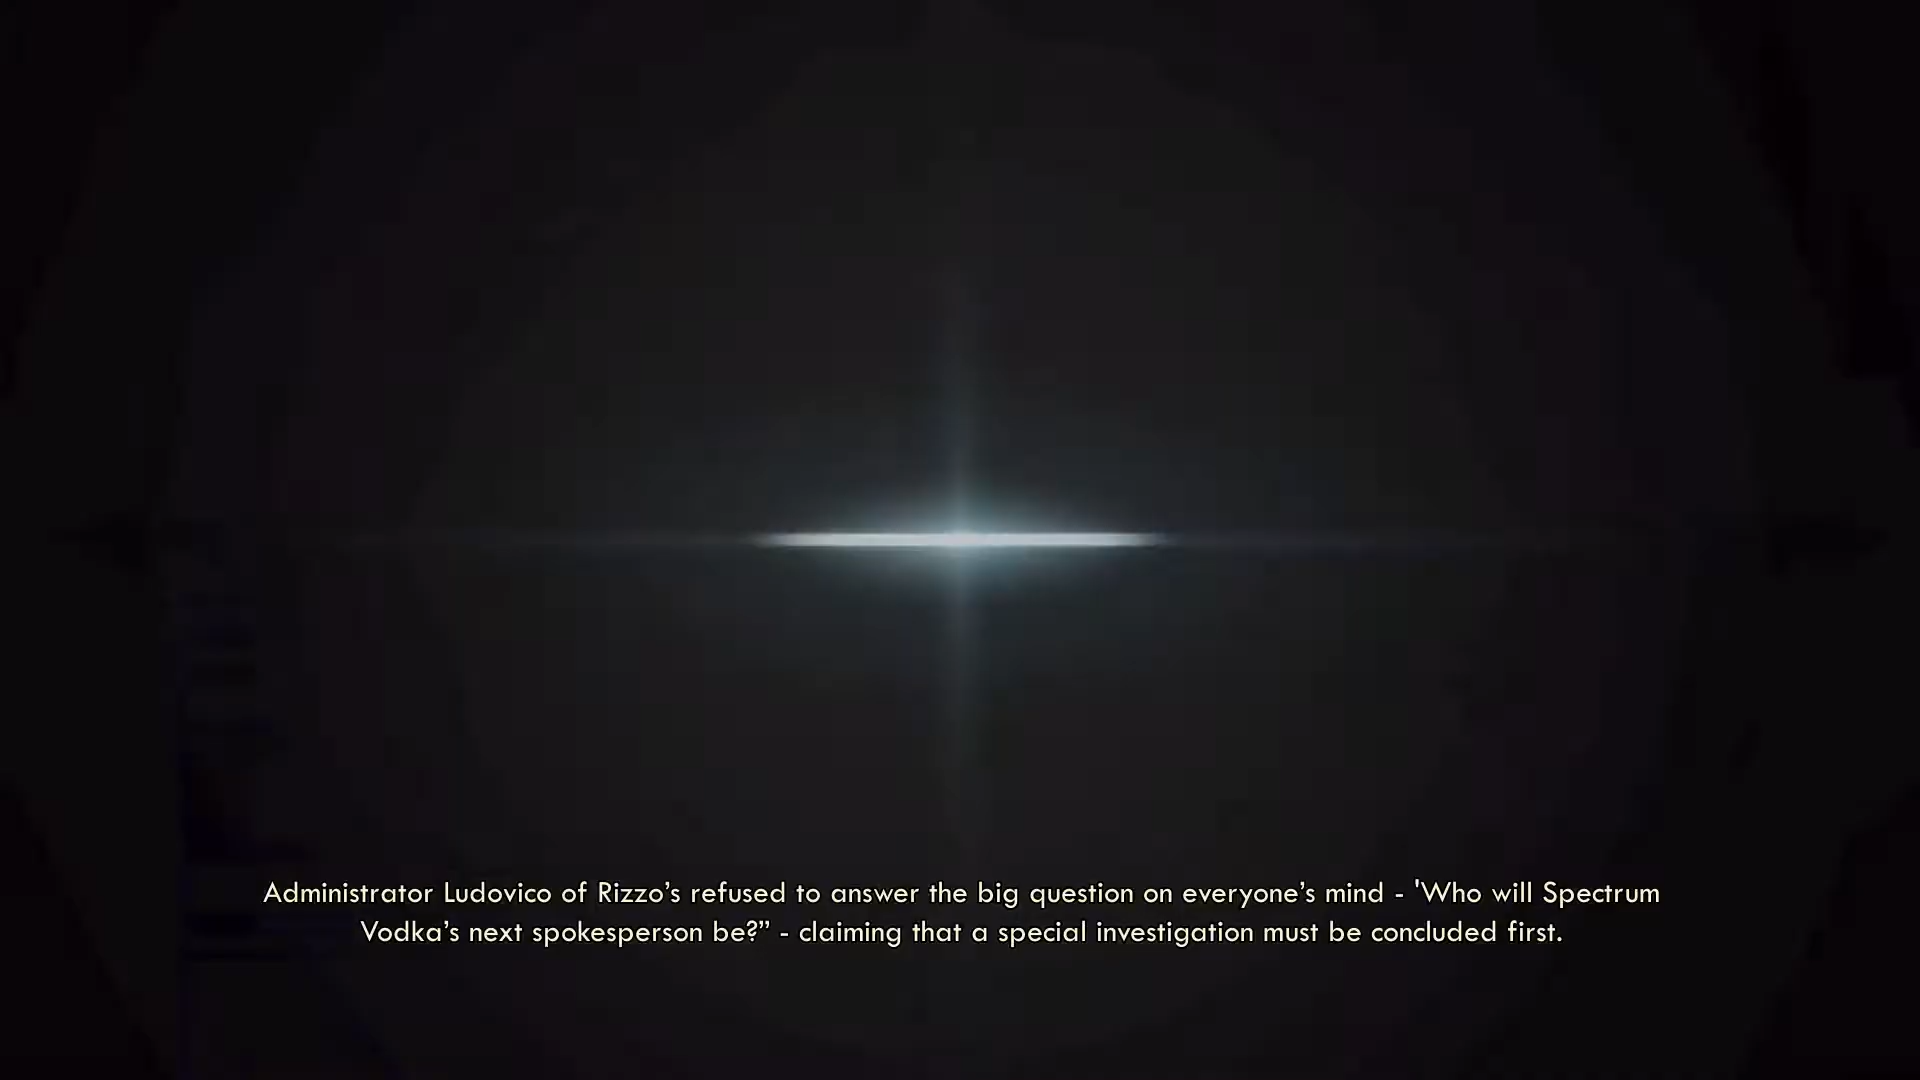 Administrator Ludovico of Rizzo’s refused to answer the big question on everyone’s mind - 'Who will Spectrum
Vodka’s next spokesperson be?” - claiming that a special investigation must be concluded first.